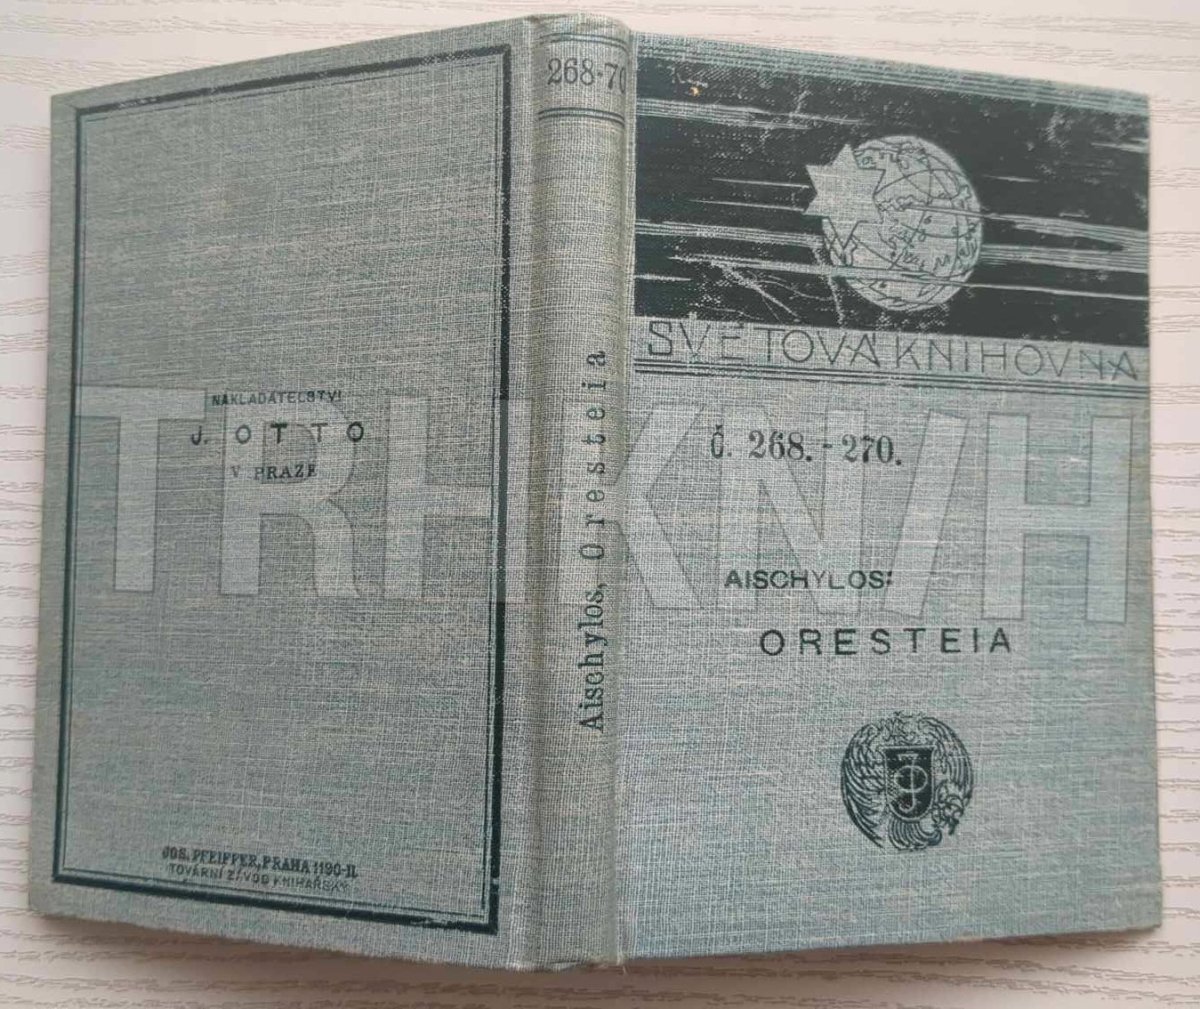 268-70
Aischylos, Oresteia
SVĚTOVÁ KNIHOVNA
Č. 268. - 270.
AISCHYLOS:
ORESTEIA
NAKLADATELSTVÍ
J. OTTO
V PRAZE
JOS. PFEIFFER, PRAHA 1190-II.
TOVÁRNÍ ZÁVOD KNIHAŘSKÝ
TRHKNIH